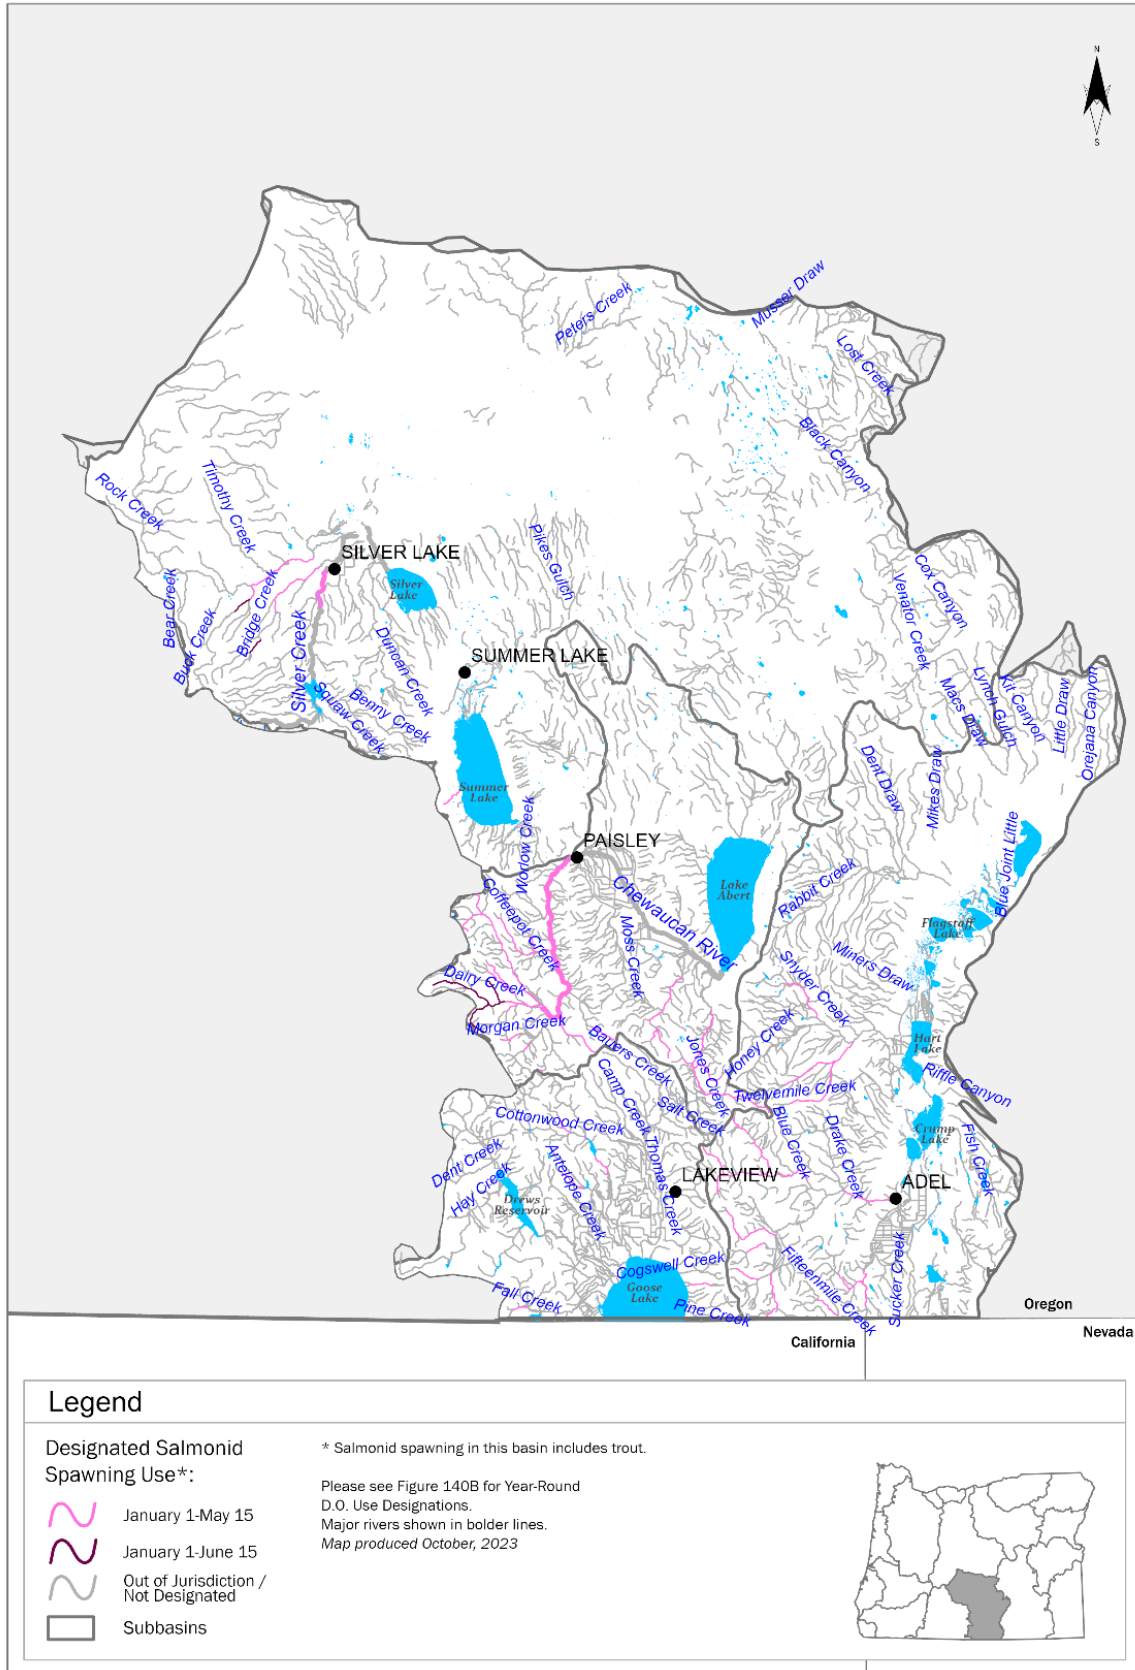 N
S
Musser Draw
Peters Creek
Lost Creek
Black Canyon
Rock Creek
Timothy Creek
Pikes Gulch
SILVER LAKE
Silver
Lake
Bear Creek
Buck Creek
Bridge Creek
Silver Creek
Squaw Creek
Benny Creek
Duncan Creek
SUMMER LAKE
Cox Canyon
Venator Creek
Macs Draw
Lynch Gulch
Kit Canyon
Little Draw
Orejana Canyon
Dent Draw
Mikes Draw
Summer
Lake
Worlow Creek
PAISLEY
Blue Joint Little
Lake
Abert
Rabbit Creek
Coffeepot Creek
Chewaucan River
Moss Creek
Flagstaff
Lake
Miners Draw
Snyder Creek
Dairy Creek
Morgan Creek
Bauers Creek
Jones Creek
Honey Creek
Hart
Lake
Riffle Canyon
Camp Creek
Salt Creek
Twelvemile Creek
Cottonwood Creek
Blue Creek
Drake Creek
Crump
Lake
Fish Creek
Dent Creek
Hay Creek
Antelope Creek
Thomas Creek
LAKEVIEW
ADEL
Drews
Reservoir
Cogswell Creek
Fifteenmile Creek
Sucker Creek
Goose
Lake
Fall Creek
Pine Creek
Oregon
California
Nevada
Legend
Designated Salmonid
Spawning Use*:
January 1-May 15
January 1-June 15
Out of Jurisdiction /
Not Designated
Subbasins
* Salmonid spawning in this basin includes trout.
Please see Figure 140B for Year-Round
D.O. Use Designations.
Major rivers shown in bolder lines.
Map produced October, 2023